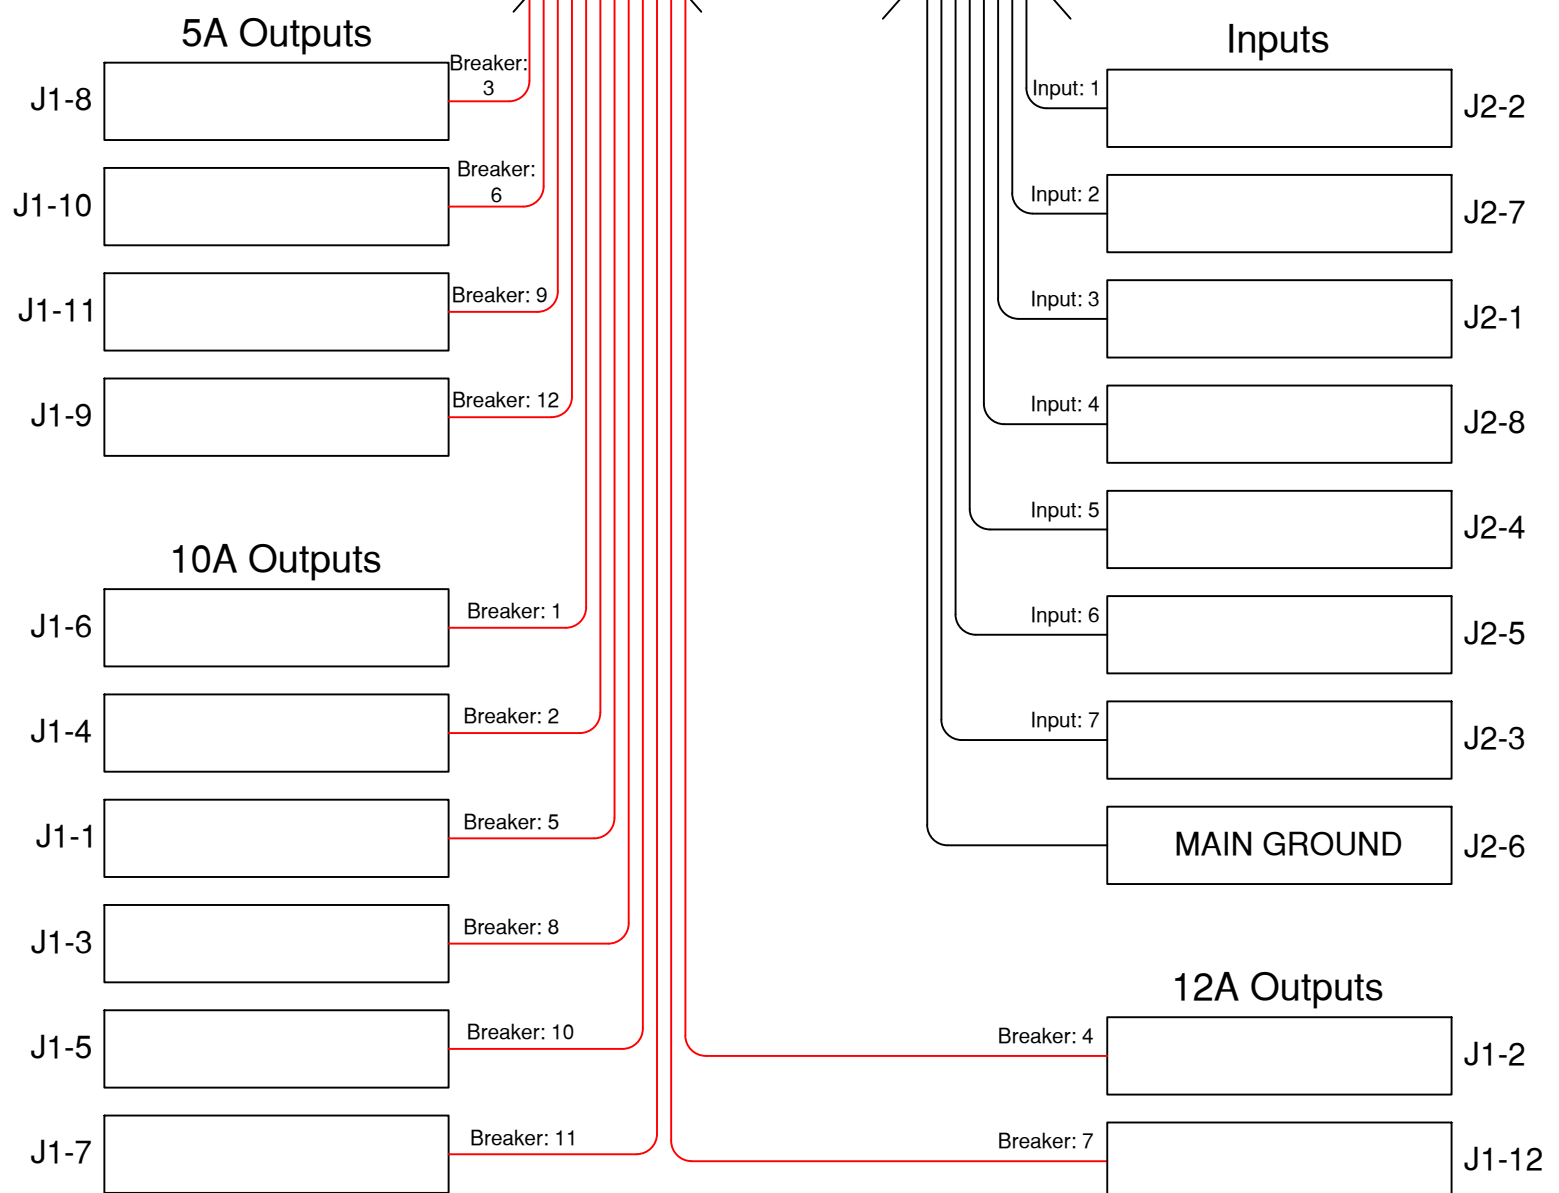 5A Outputs
J1-8
Breaker:
3
J1-10
Breaker:
6
J1-11
Breaker: 9
J1-9
Breaker: 12
10A Outputs
J1-6
Breaker: 1
J1-4
Breaker: 2
J1-1
Breaker: 5
J1-3
Breaker: 8
J1-5
Breaker: 10
J1-7
Breaker: 11
Inputs
Input: 1
J2-2
Input: 2
J2-7
Input: 3
J2-1
Input: 4
J2-8
Input: 5
J2-4
Input: 6
J2-5
Input: 7
J2-3
MAIN GROUND
J2-6
12A Outputs
Breaker: 4
J1-2
Breaker: 7
J1-12